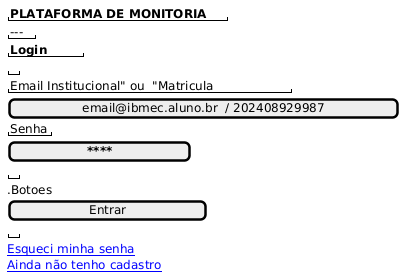 PLATAFORMA DE MONITORIA
---
Login
Email Institucional" ou "Matricula
email@ibmec.aluno.br / 202408929987
Senha
****
.Botoes
Entrar
Esqueci minha senha
Ainda não tenho cadastro